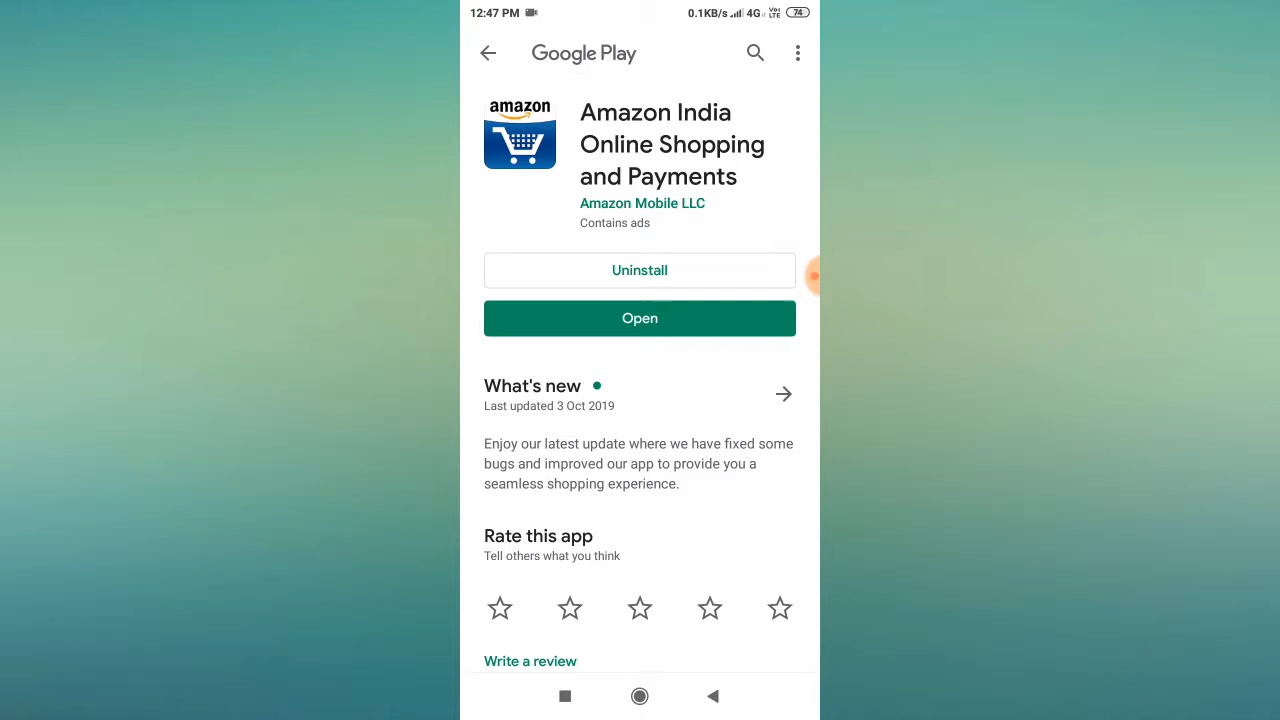 12:47 PM 0.1KB/s 4G Vo LTE 74
Google Play
amazon
Amazon India
Online Shopping
and Payments
Amazon Mobile LLC
Contains ads
Uninstall
Open
What's new
Last updated 3 Oct 2019
Enjoy our latest update where we have fixed some
bugs and improved our app to provide you a
seamless shopping experience.
Rate this app
Tell others what you think
Write a review